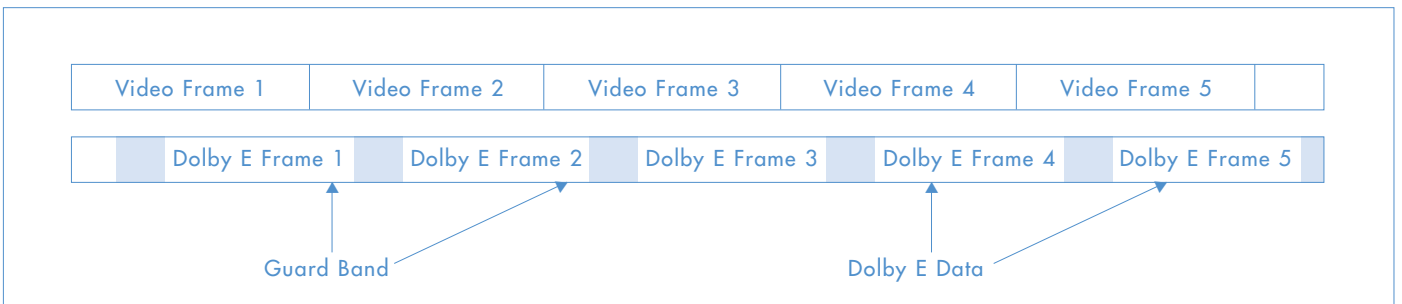 Video Frame 1 Video Frame 2 Video Frame 3 Video Frame 4 Video Frame 5
Dolby E Frame 1 Dolby E Frame 2 Dolby E Frame 3 Dolby E Frame 4 Dolby E Frame 5
Guard Band Dolby E Data